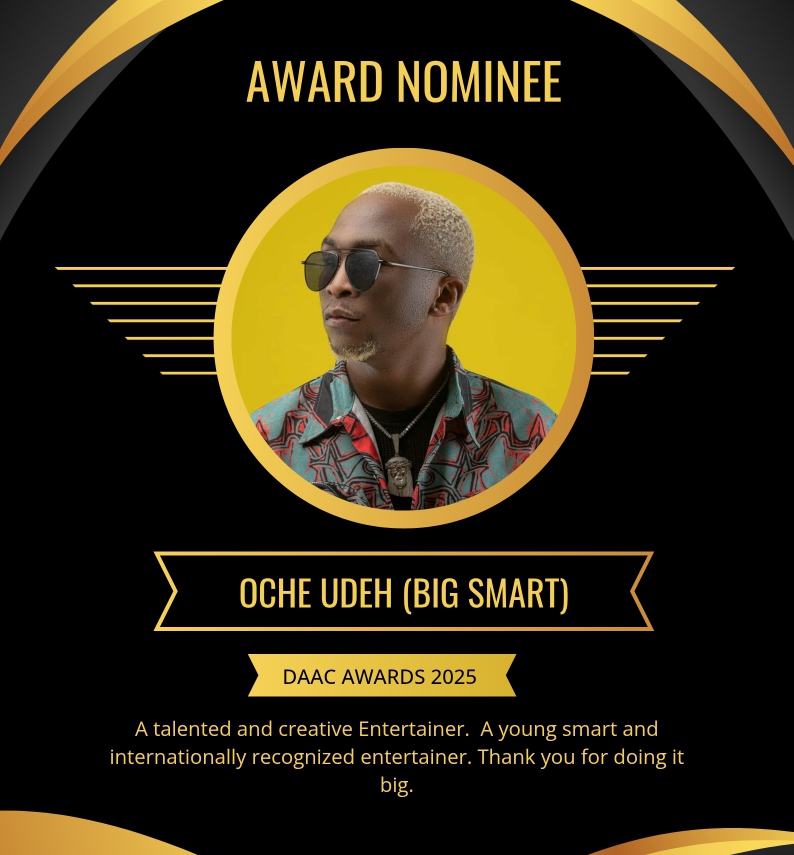 AWARD NOMINEE
OCHE UDEH (BIG SMART)
DAAC AWARDS 2025
A talented and creative Entertainer.  A young smart and
internationally recognized entertainer. Thank you for doing it
big.